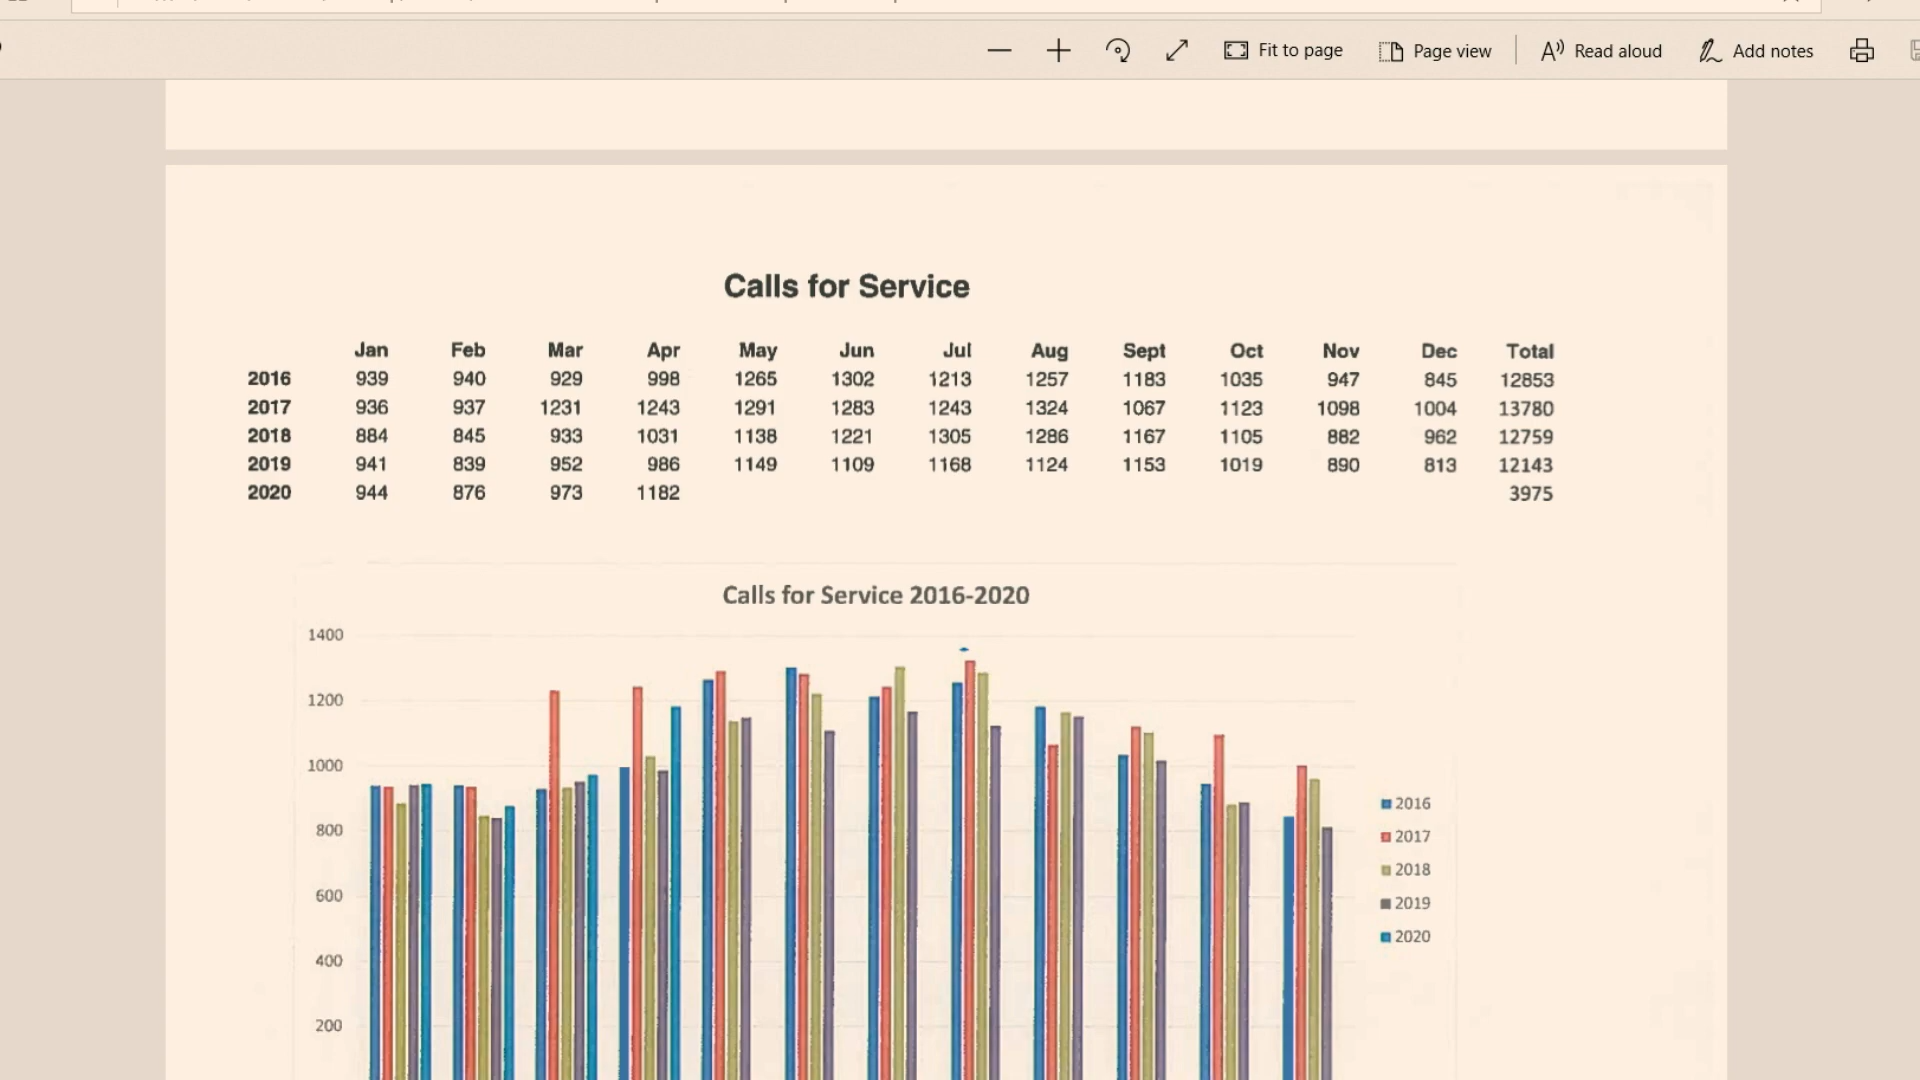 Fit to page Page view Read aloud Add notes
Calls for Service
Jan Feb Mar Apr May Jun Jul Aug Sept Oct Nov Dec Total
2016 939 940 929 998 1265 1302 1213 1257 1183 1035 947 845 12853
2017 936 937 1231 1243 1291 1283 1243 1324 1067 1123 1098 1004 13780
2018 884 845 933 1031 1138 1221 1305 1286 1167 1105 882 962 12759
2019 941 839 952 986 1149 1109 1168 1124 1153 1019 890 813 12143
2020 944 876 973 1182 3975
Calls for Service 2016-2020
1400
1200
1000
800
600
400
200
2016
2017
2018
2019
2020